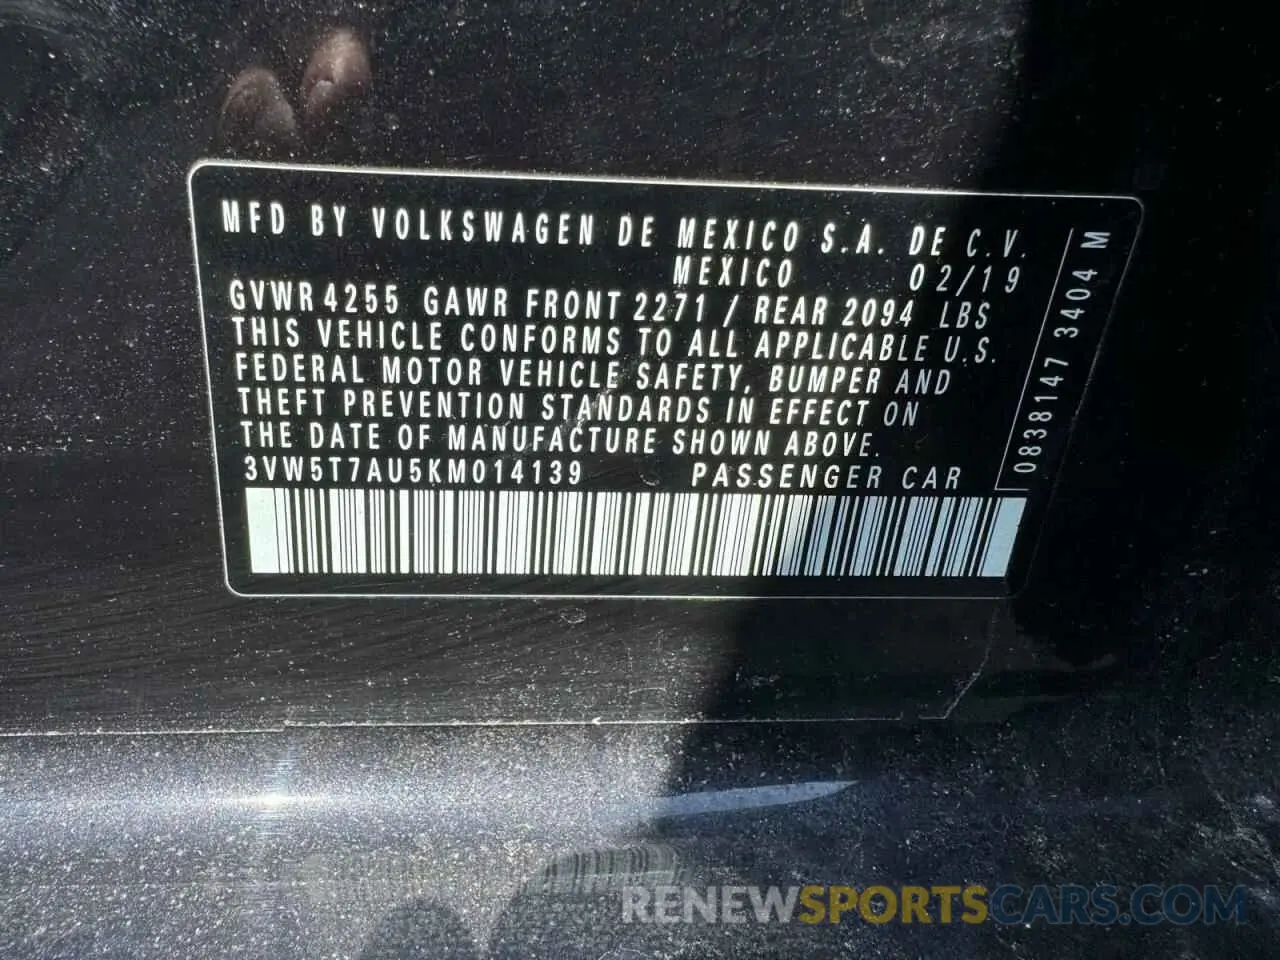 MFD BY VOLKSWAGEN DE MEXICO S.A. DE C.V.
MEXICO 02/19
GVWR 4255 GAWR FRONT 2271 / REAR 2094 LBS
THIS VEHICLE CONFORMS TO ALL APPLICABLE U.S.
FEDERAL MOTOR VEHICLE SAFETY, BUMPER AND
THEFT PREVENTION STANDARDS IN EFFECT ON
THE DATE OF MANUFACTURE SHOWN ABOVE.
3VW5T7AU5KM014139 PASSENGER CAR
0838147 3404 M
RENEWSPORTSCARS.COM